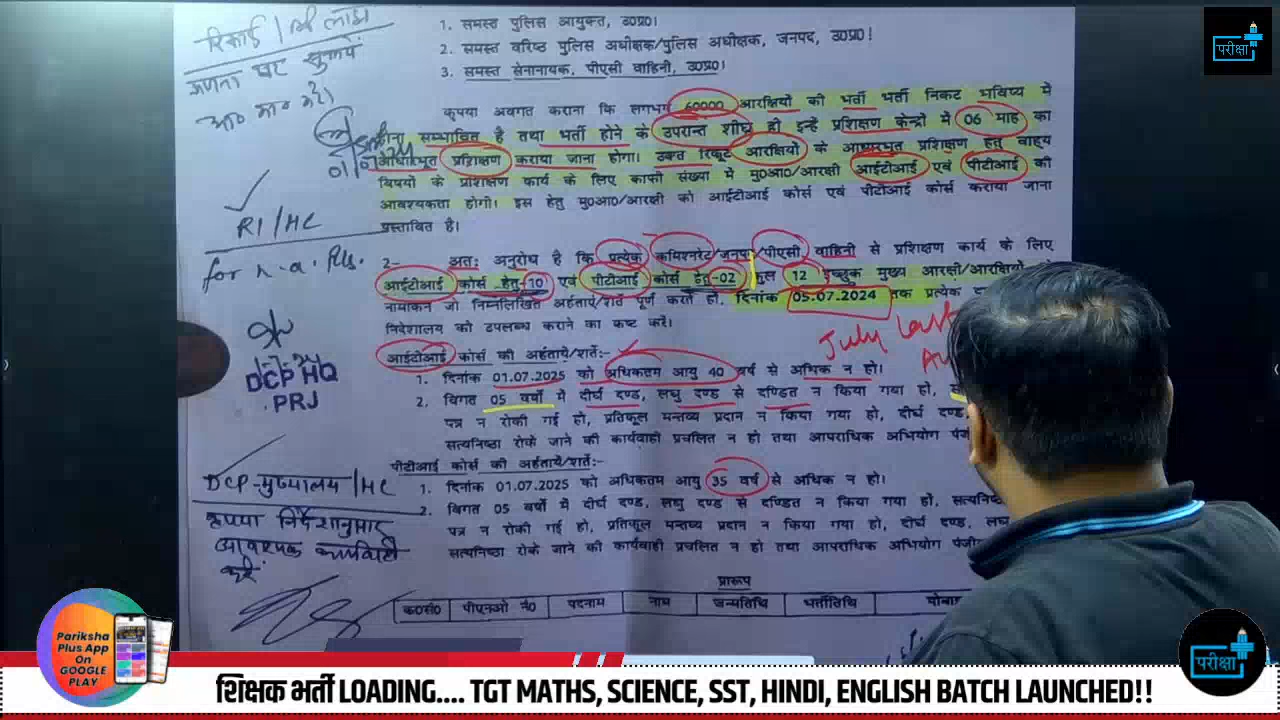 रिकार्ड /
RI / HC
for n. a. pls.
DCP HQ
PRJ
DCP-मुख्यालय / HC
कृपया निर्देशानुसार
आवश्यक कार्यवाही
करें
1. समस्त पुलिस आयुक्त, उ0प्र0।
2. समस्त वरिष्ठ पुलिस अधीक्षक/पुलिस अधीक्षक, जनपद, उ0प्र0।
3. समस्त सेनानायक, पीएसी वाहिनी, उ0प्र0।
कृपया अवगत कराना कि लगभग 60000 आरक्षियों की भर्ती भर्ती निकट भविष्य में
सम्भावित है तथा भर्ती होने के उपरान्त शीघ्र ही इन्हें प्रशिक्षण केन्द्रों में 06 माह का
आधारभूत प्रशिक्षण कराया जाना होगा। उक्त रिक्रूट आरक्षियों के आधारभूत प्रशिक्षण हेतु वाह्य
विषयों के प्रशिक्षण कार्य के लिए काफी संख्या में मु0आ0/आरक्षी आईटीआई एवं पीटीआई की
आवश्यकता होगी। इस हेतु मु0आ0/आरक्षी को आईटीआई कोर्स एवं पीटीआई कोर्स कराया जाना
प्रस्तावित है।
2- अतः अनुरोध है कि प्रत्येक कमिश्नरेट/जनपद/पीएसी वाहिनी से प्रशिक्षण कार्य के लिए
आईटीआई कोर्स हेतु-10 एवं पीटीआई कोर्स हेतु-02 कुल 12 इच्छुक मुख्य आरक्षी/आरक्षियों
नामांकन जो निम्नलिखित अर्हताएं/शर्तें पूर्ण करते हों, दिनांक 05.07.2024 तक प्रत्येक
निदेशालय को उपलब्ध कराने का कष्ट करें।
July Last
आईटीआई कोर्स की अर्हतायें/शर्तें:-
1. दिनांक 01.07.2025 को अधिकतम आयु 40 वर्ष से अधिक न हो।
2. विगत 05 वर्षों में दीर्घ दण्ड, लघु दण्ड से दण्डित न किया गया हो,
पत्र न रोकी गई हो, प्रतिकूल मन्तव्य प्रदान न किया गया हो, दीर्घ दण्ड,
सत्यनिष्ठा रोके जाने की कार्यवाही प्रचलित न हो तथा आपराधिक अभियोग
पीटीआई कोर्स की अर्हतायें/शर्तें:-
1. दिनांक 01.07.2025 को अधिकतम आयु 35 वर्ष से अधिक न हो।
2. विगत 05 वर्षों में दीर्घ दण्ड, लघु दण्ड से दण्डित न किया गया हो,
पत्र न रोकी गई हो, प्रतिकूल मन्तव्य प्रदान न किया गया हो, दीर्घ दण्ड,
सत्यनिष्ठा रोके जाने की कार्यवाही प्रचलित न हो तथा आपराधिक अभियोग
प्रारूप
क0सं0 पीएनओ नं0 पदनाम नाम जन्मतिथि भर्तीतिथि
परीक्षा
Pariksha
Plus App
On
GOOGLE
PLAY
परीक्षा
शिक्षक भर्ती LOADING.... TGT MATHS, SCIENCE, SST, HINDI, ENGLISH BATCH LAUNCHED!!